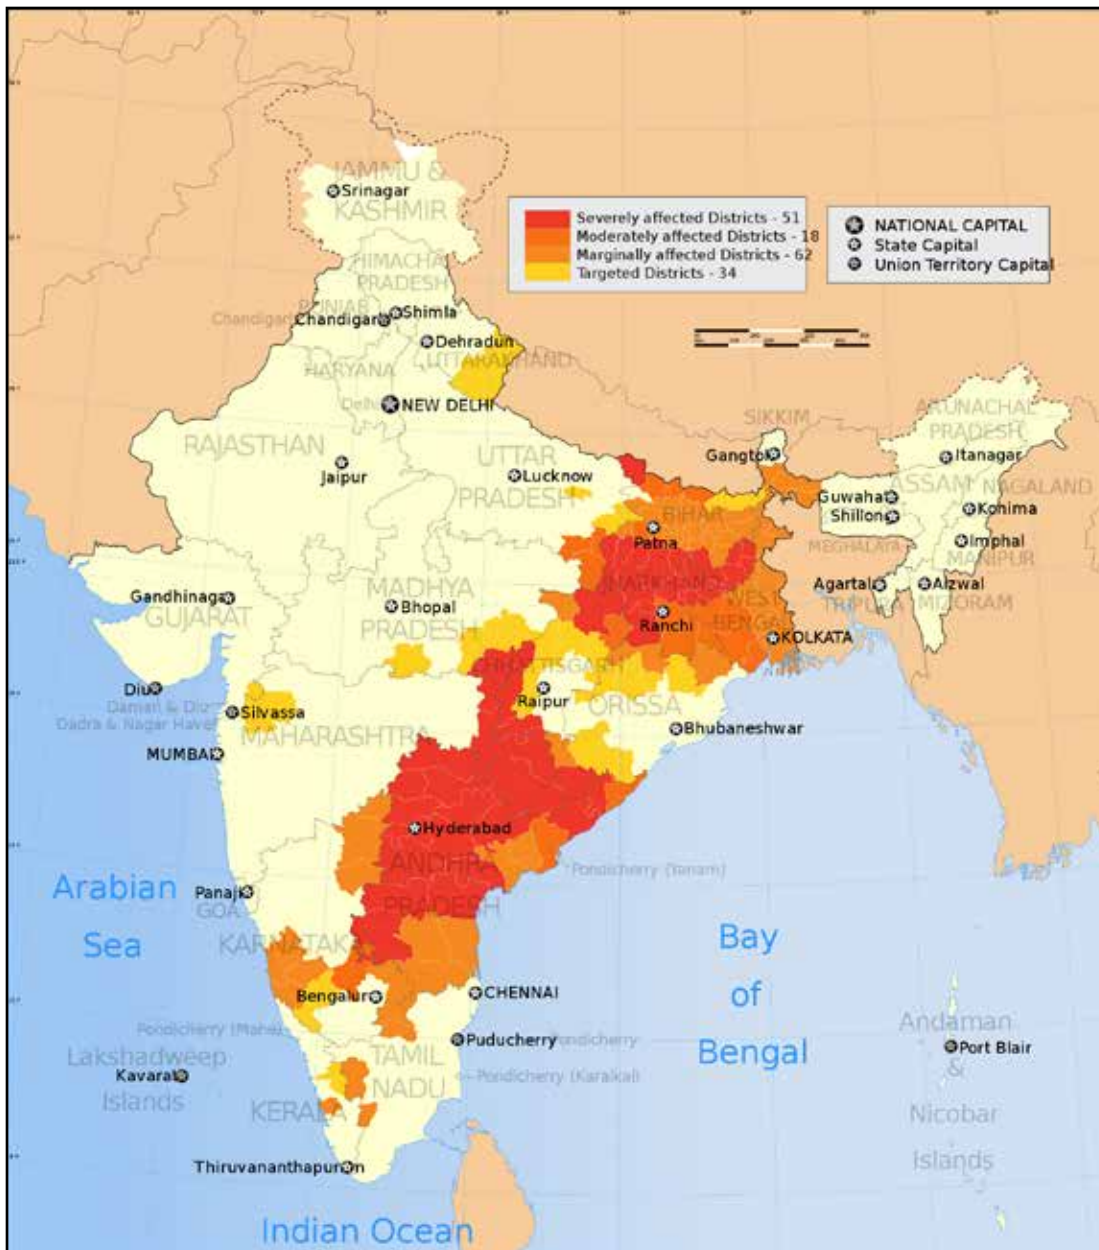 JAMMU &
KASHMIR
Srinagar
Severely affected Districts - 51
Moderately affected Districts - 18
Marginally affected Districts - 62
Targeted Districts - 34
NATIONAL CAPITAL
State Capital
Union Territory Capital
HIMACHAL
PRADESH
PUNJAB
Shimla
Chandigarh
Chandigarh
Dehradun
UTTARAKHAND
HARYANA
Delhi
NEW DELHI
RAJASTHAN
Jaipur
UTTAR
PRADESH
Lucknow
SIKKIM
Gangtok
ARUNACHAL
PRADESH
Itanagar
ASSAM
NAGALAND
Guwahati
Shillong
Kohima
MEGHALAYA
Imphal
MANIPUR
BIHAR
Patna
Agartala
TRIPURA
Aizwal
MIZORAM
Gandhinagar
GUJARAT
MADHYA
PRADESH
Bhopal
JHARKHAND
Ranchi
WEST
BENGAL
KOLKATA
CHHATTISGARH
Raipur
ORISSA
Bhubaneshwar
Diu
Daman & Diu
Dadra & Nagar Haveli
Silvassa
MAHARASHTRA
MUMBAI
Hyderabad
ANDHRA
PRADESH
Pondicherry (Yanam)
Arabian
Sea
Panaji
GOA
KARNATAKA
Bay
of
Bengal
Bengalur
CHENNAI
Pondicherry (Mahe)
Puducherry
Pondicherry
Lakshadweep
Islands
Kavarati
TAMIL
NADU
Pondicherry (Karaikal)
KERALA
Andaman
&
Nicobar
Islands
Port Blair
Thiruvananthapuram
Indian Ocean